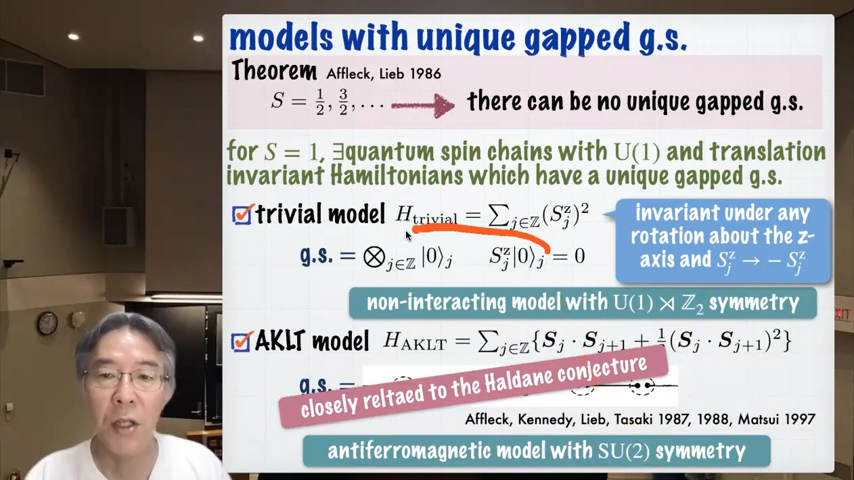 models with unique gapped g.s.
Theorem Affleck, Lieb 1986
S = 1/2, 3/2, … there can be no unique gapped g.s.
for S = 1, ∃quantum spin chains with U(1) and translation
invariant Hamiltonians which have a unique gapped g.s.
trivial model H_trivial = ∑_{j∈ℤ}(S_j^z)^2
g.s. = ⊗_{j∈ℤ} |0⟩_j S_j^z|0⟩_j = 0
invariant under any
rotation about the z-
axis and S_j^z → − S_j^z
non-interacting model with U(1) ⋊ ℤ_2 symmetry
AKLT model H_AKLT = ∑_{j∈ℤ}{S_j · S_{j+1} + (S_j · S_{j+1})^2}
g.s. =
closely reltaed to the Haldane conjecture
Affleck, Kennedy, Lieb, Tasaki 1987, 1988, Matsui 1997
antiferromagnetic model with SU(2) symmetry